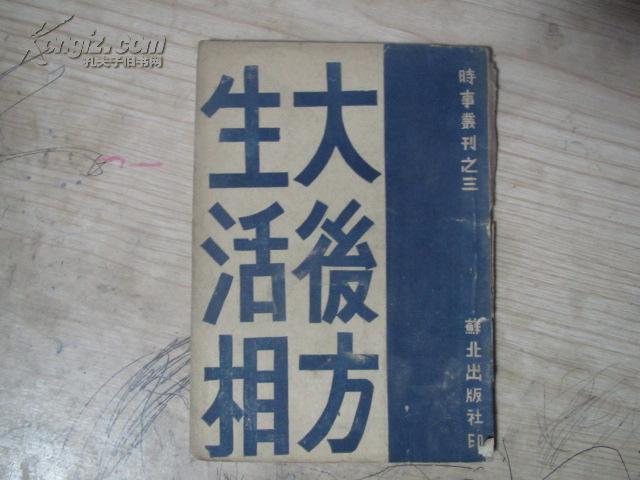 時事叢刊之三
大後方
生活相
蘇北出版社印
Kongfz.com
孔夫子旧书网